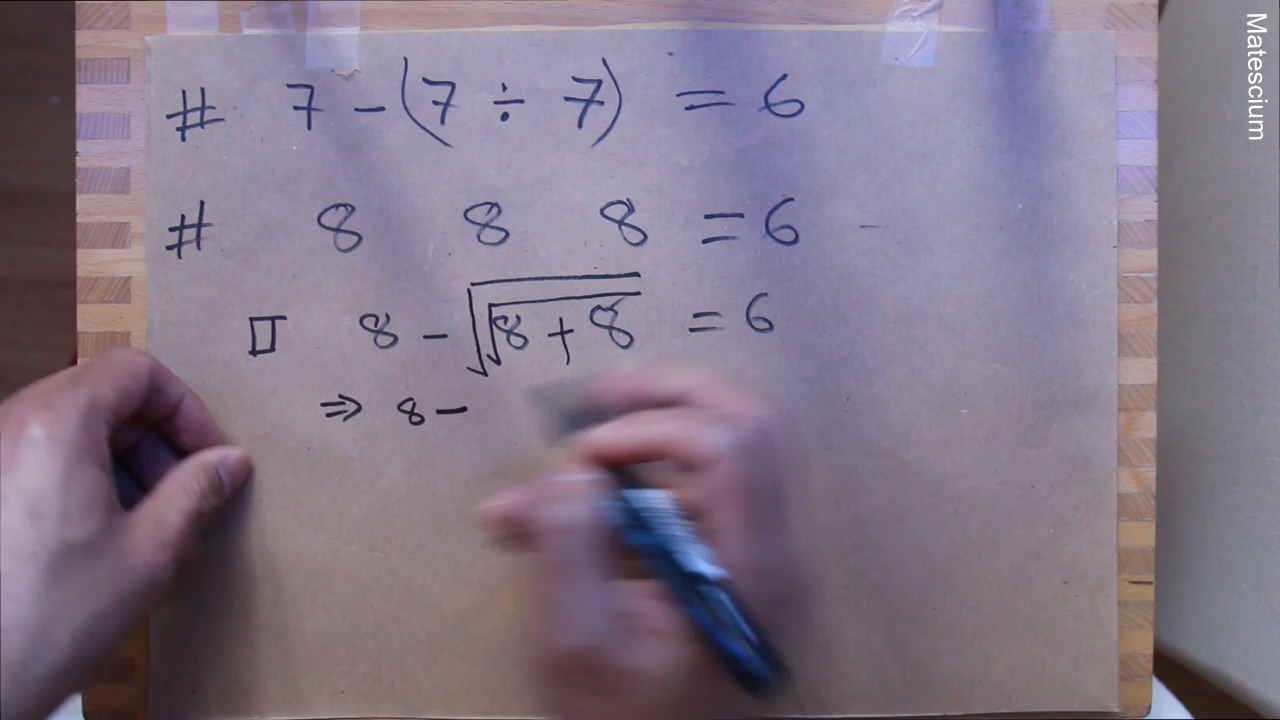 # 7 - (7 ÷ 7) = 6
# 8 8 8 = 6 -
□ 8 - √√(8 + 8) = 6
⇒ 8 -
Matescium